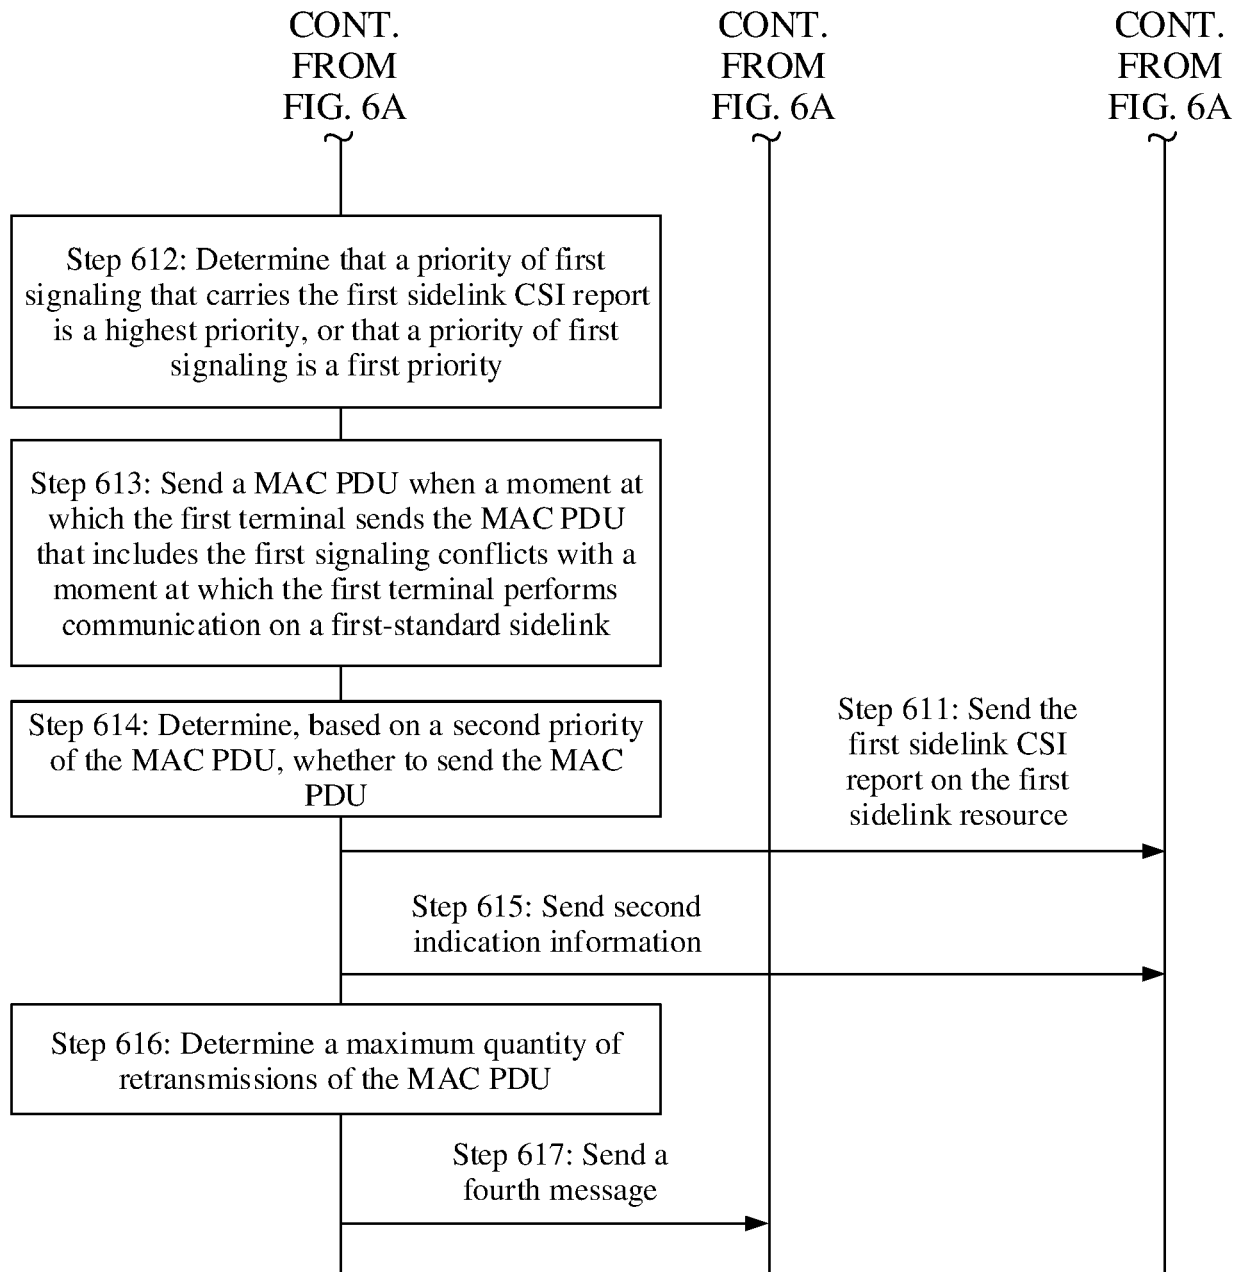 CONT.
FROM
FIG. 6A
CONT.
FROM
FIG. 6A
CONT.
FROM
FIG. 6A
Step 612: Determine that a priority of first
signaling that carries the first sidelink CSI report
is a highest priority, or that a priority of first
signaling is a first priority
Step 613: Send a MAC PDU when a moment at
which the first terminal sends the MAC PDU
that includes the first signaling conflicts with a
moment at which the first terminal performs
communication on a first-standard sidelink
Step 614: Determine, based on a second priority
of the MAC PDU, whether to send the MAC
PDU
Step 611: Send the
first sidelink CSI
report on the first
sidelink resource
Step 615: Send second
indication information
Step 616: Determine a maximum quantity of
retransmissions of the MAC PDU
Step 617: Send a
fourth message